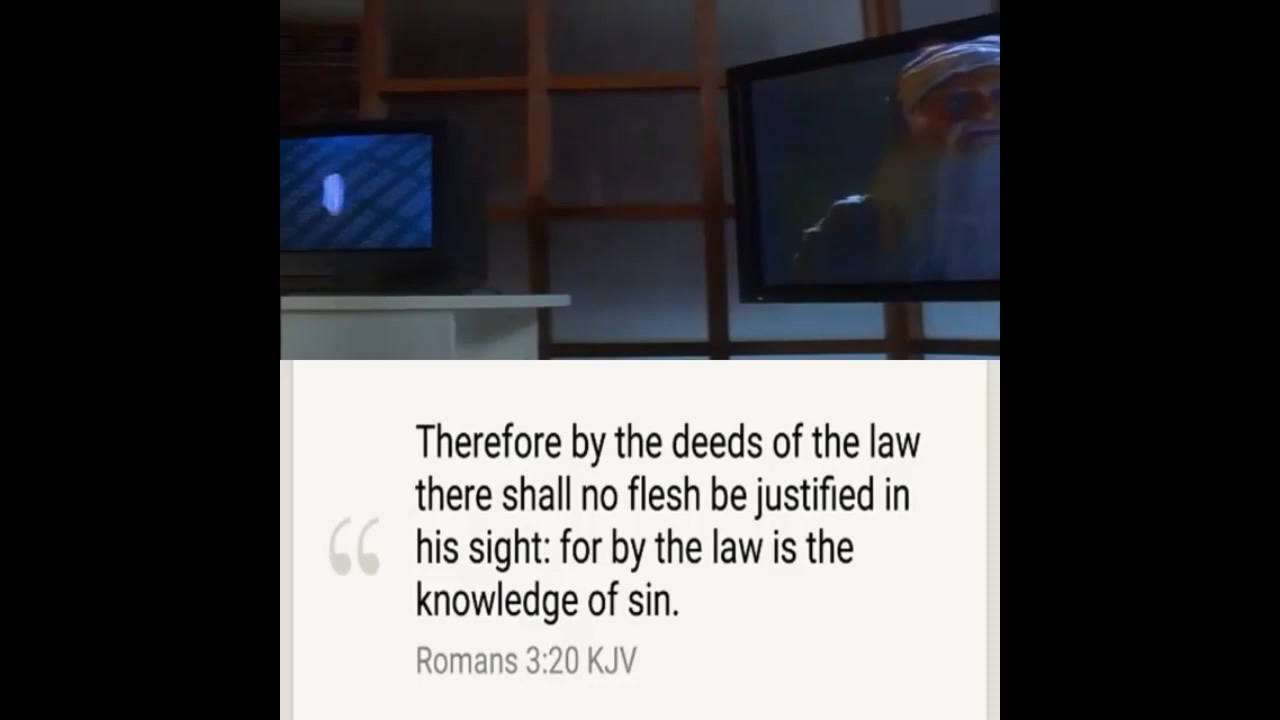 Therefore by the deeds of the law
there shall no flesh be justified in
his sight: for by the law is the
knowledge of sin.
Romans 3:20 KJV